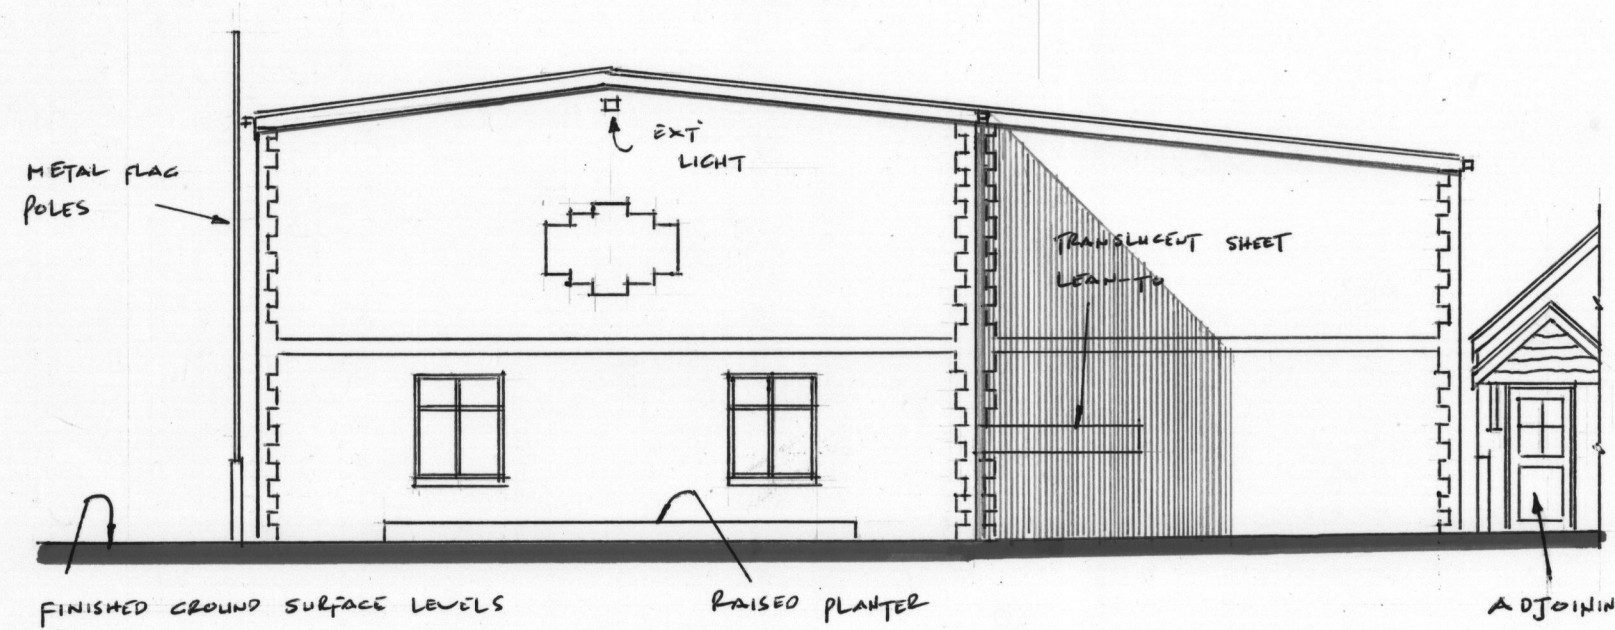 EXT'
LIGHT
METAL FLAG
POLES
TRANSLUCENT SHEET
LEAN-TO
FINISHED GROUND SURFACE LEVELS
RAISED PLANTER
ADJOININ